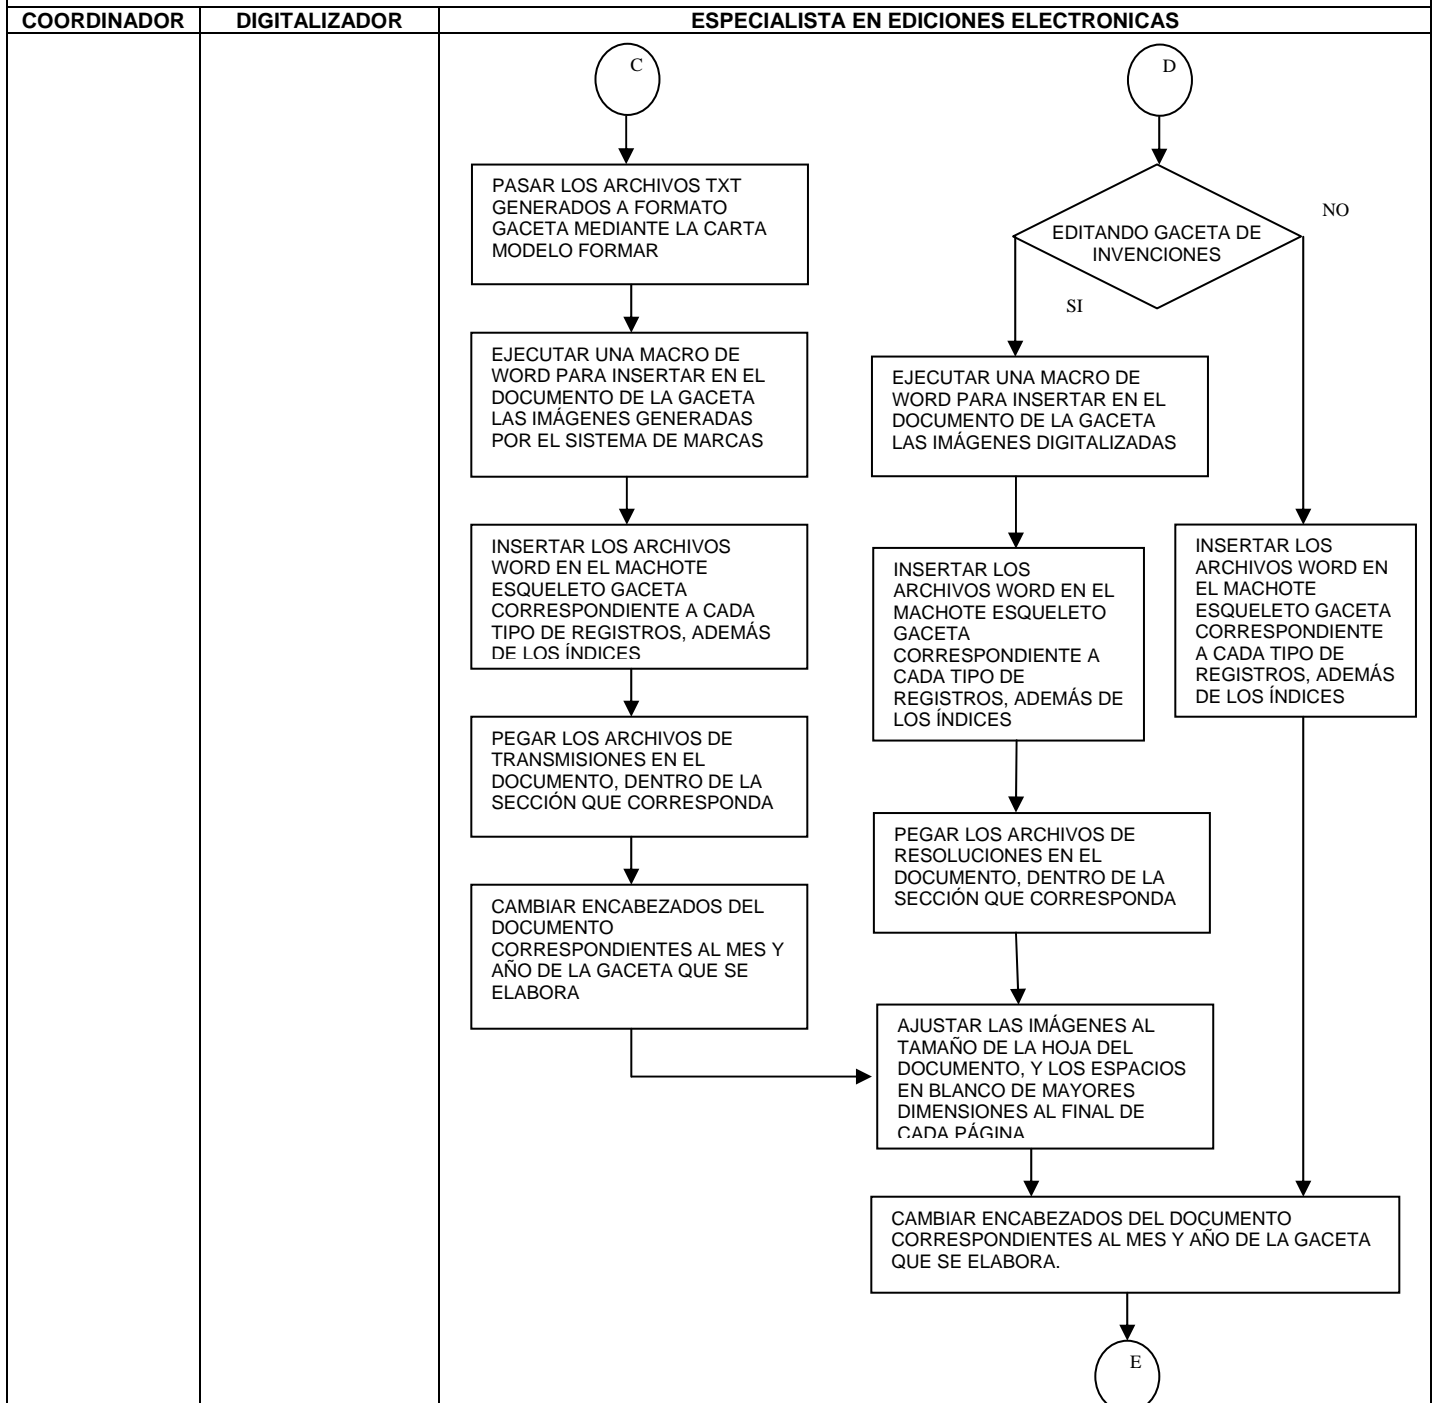 COORDINADOR
DIGITALIZADOR
ESPECIALISTA EN EDICIONES ELECTRONICAS
C
PASAR LOS ARCHIVOS TXT
GENERADOS A FORMATO
GACETA MEDIANTE LA CARTA
MODELO FORMAR
EJECUTAR UNA MACRO DE
WORD PARA INSERTAR EN EL
DOCUMENTO DE LA GACETA
LAS IMÁGENES GENERADAS
POR EL SISTEMA DE MARCAS
INSERTAR LOS ARCHIVOS
WORD EN EL MACHOTE
ESQUELETO GACETA
CORRESPONDIENTE A CADA
TIPO DE REGISTROS, ADEMÁS
DE LOS ÍNDICES
PEGAR LOS ARCHIVOS DE
TRANSMISIONES EN EL
DOCUMENTO, DENTRO DE LA
SECCIÓN QUE CORRESPONDA
CAMBIAR ENCABEZADOS DEL
DOCUMENTO
CORRESPONDIENTES AL MES Y
AÑO DE LA GACETA QUE SE
ELABORA
D
EDITANDO GACETA DE
INVENCIONES
NO
SI
EJECUTAR UNA MACRO DE
WORD PARA INSERTAR EN EL
DOCUMENTO DE LA GACETA
LAS IMÁGENES DIGITALIZADAS
INSERTAR LOS
ARCHIVOS WORD EN EL
MACHOTE ESQUELETO
GACETA
CORRESPONDIENTE A
CADA TIPO DE
REGISTROS, ADEMÁS DE
LOS ÍNDICES
INSERTAR LOS
ARCHIVOS WORD EN
EL MACHOTE
ESQUELETO GACETA
CORRESPONDIENTE
A CADA TIPO DE
REGISTROS, ADEMÁS
DE LOS ÍNDICES
PEGAR LOS ARCHIVOS DE
RESOLUCIONES EN EL
DOCUMENTO, DENTRO DE LA
SECCIÓN QUE CORRESPONDA
AJUSTAR LAS IMÁGENES AL
TAMAÑO DE LA HOJA DEL
DOCUMENTO, Y LOS ESPACIOS
EN BLANCO DE MAYORES
DIMENSIONES AL FINAL DE
CADA PÁGINA
CAMBIAR ENCABEZADOS DEL DOCUMENTO
CORRESPONDIENTES AL MES Y AÑO DE LA GACETA
QUE SE ELABORA.
E